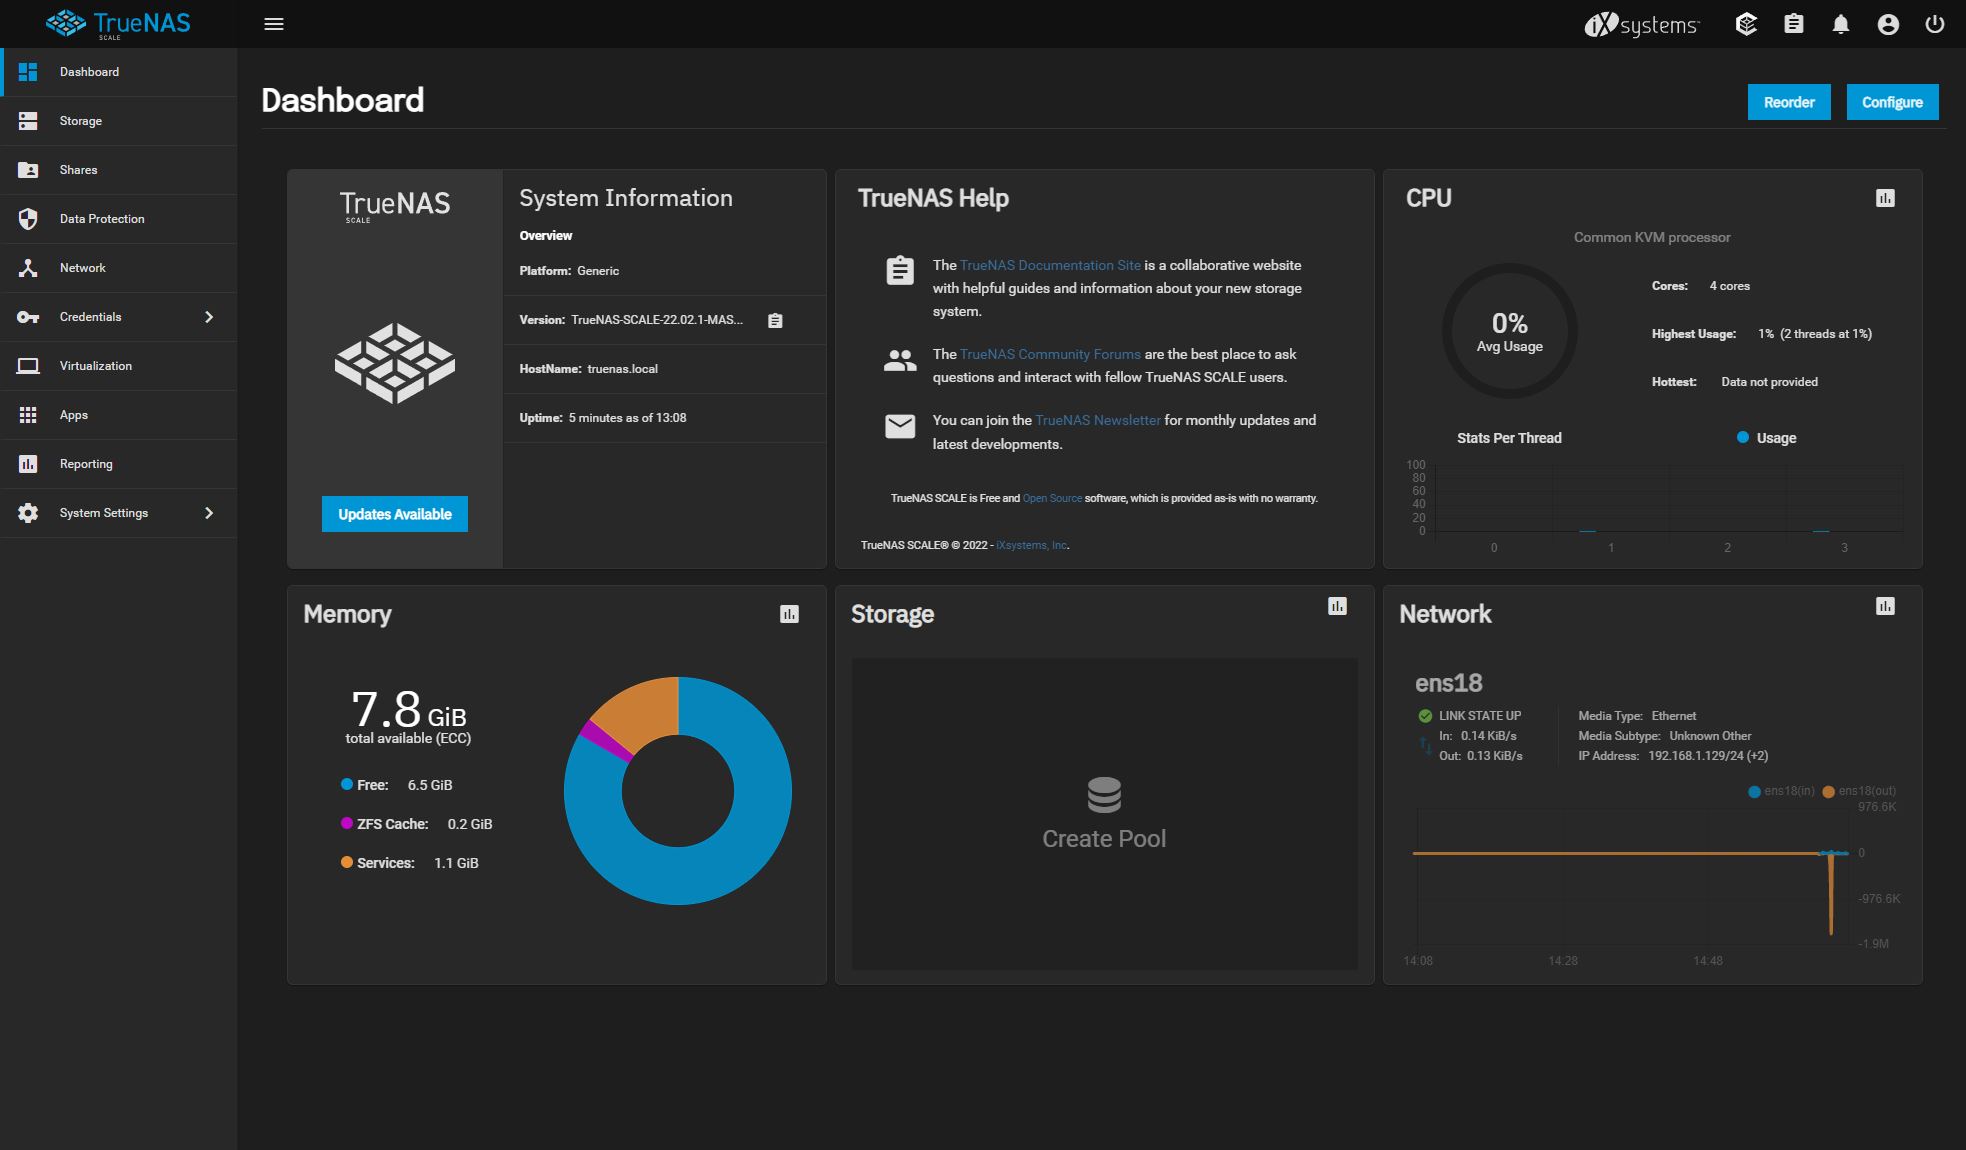 TrueNAS
SCALE
iXsystems™
Dashboard
Storage
Shares
Data Protection
Network
Credentials
Virtualization
Apps
Reporting
System Settings
Dashboard
Reorder
Configure
TrueNAS
SCALE
Updates Available
System Information
Overview
Platform: Generic
Version: TrueNAS-SCALE-22.02.1-MAS...
HostName: truenas.local
Uptime: 5 minutes as of 13:08
TrueNAS Help
The TrueNAS Documentation Site is a collaborative website
with helpful guides and information about your new storage
system.
The TrueNAS Community Forums are the best place to ask
questions and interact with fellow TrueNAS SCALE users.
You can join the TrueNAS Newsletter for monthly updates and
latest developments.
TrueNAS SCALE is Free and Open Source software, which is provided as-is with no warranty.
TrueNAS SCALE® © 2022 - iXsystems, Inc.
CPU
Common KVM processor
0%
Avg Usage
Cores: 4 cores
Highest Usage: 1% (2 threads at 1%)
Hottest: Data not provided
Stats Per Thread
Usage
100
80
60
40
20
0
0 1 2 3
Memory
7.8 GiB
total available (ECC)
Free: 6.5 GiB
ZFS Cache: 0.2 GiB
Services: 1.1 GiB
Storage
Create Pool
Network
ens18
LINK STATE UP
In: 0.14 KiB/s
Out: 0.13 KiB/s
Media Type: Ethernet
Media Subtype: Unknown Other
IP Address: 192.168.1.129/24 (+2)
ens18(in) ens18(out)
976.6K
0
-976.6K
-1.9M
14:08 14:28 14:48